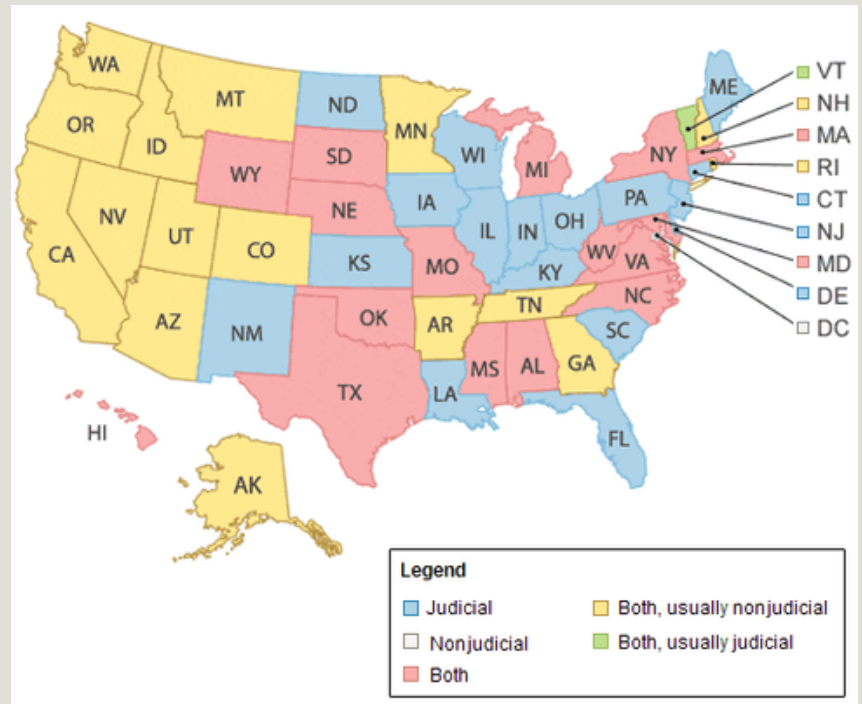 WA
MT
ND
MN
ME
VT
NH
MA
RI
CT
NJ
MD
DE
DC
OR
ID
WY
SD
WI
MI
NY
NV
UT
CO
NE
IA
IL
IN
OH
PA
CA
KS
MO
KY
WV
VA
AZ
NM
OK
AR
TN
NC
SC
TX
LA
MS
AL
GA
FL
HI
AK
Legend
Judicial
Both, usually nonjudicial
Nonjudicial
Both, usually judicial
Both